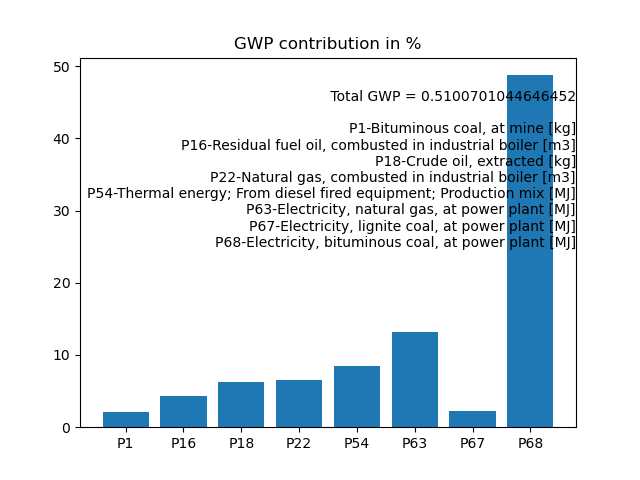 GWP contribution in %
50
40
30
20
10
0
Total GWP = 0.5100701044646452
P1-Bituminous coal, at mine [kg]
P16-Residual fuel oil, combusted in industrial boiler [m3]
P18-Crude oil, extracted [kg]
P22-Natural gas, combusted in industrial boiler [m3]
P54-Thermal energy; From diesel fired equipment; Production mix [MJ]
P63-Electricity, natural gas, at power plant [MJ]
P67-Electricity, lignite coal, at power plant [MJ]
P68-Electricity, bituminous coal, at power plant [MJ]
P1 P16 P18 P22 P54 P63 P67 P68